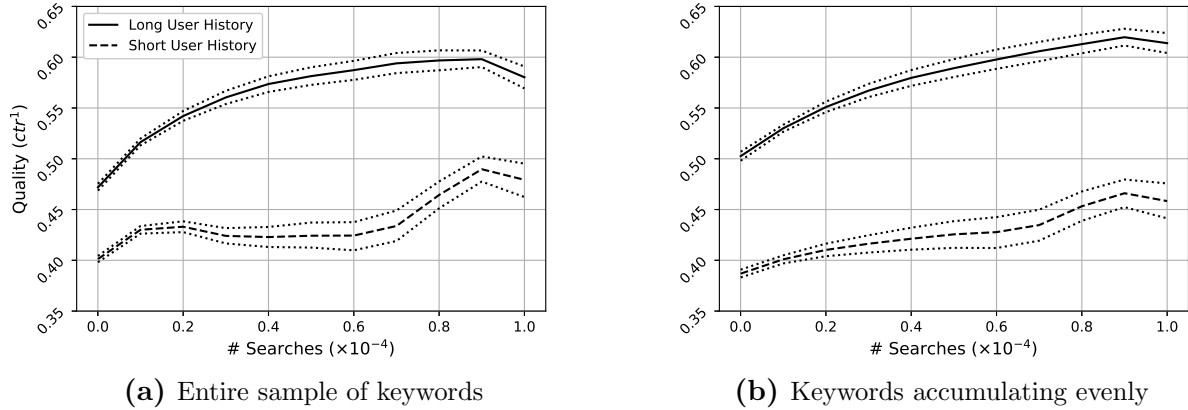 0.65
0.60
0.55
0.50
0.45
0.40
0.35
Quality (ctr¹)
Long User History
Short User History
0.0 0.2 0.4 0.6 0.8 1.0
# Searches (×10⁻⁴)
(a) Entire sample of keywords
0.65
0.60
0.55
0.50
0.45
0.40
0.35
0.0 0.2 0.4 0.6 0.8 1.0
# Searches (×10⁻⁴)
(b) Keywords accumulating evenly